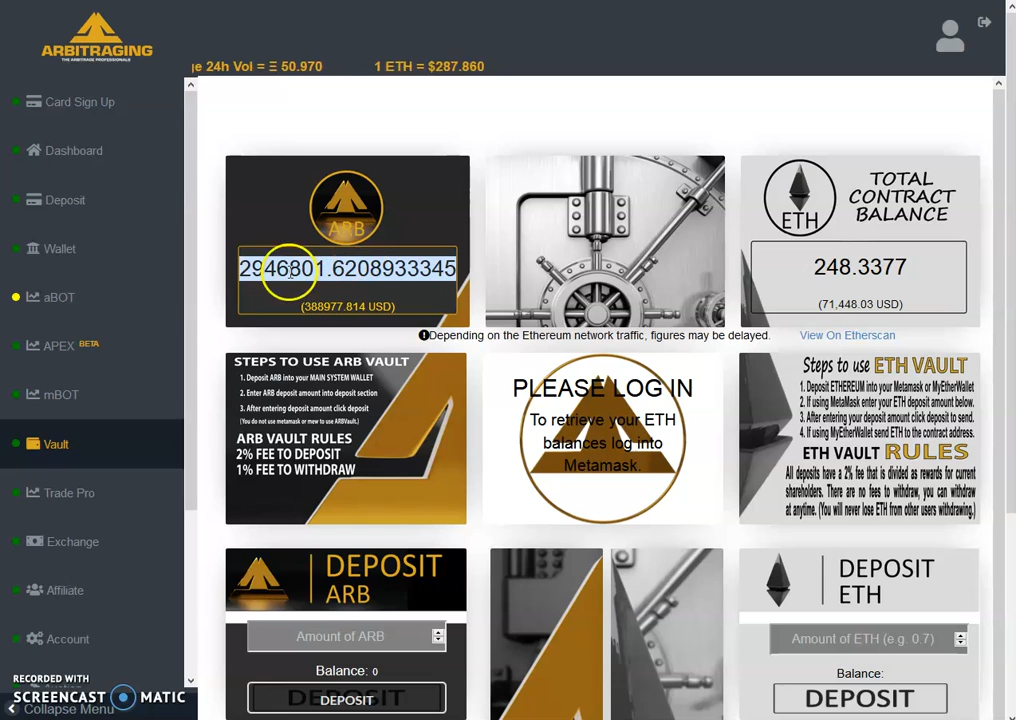 ARBITRAGING
THE ARBITRAGE PROFESSIONALS
ge 24h Vol = Ξ 50.970
1 ETH = $287.860
Card Sign Up
Dashboard
Deposit
Wallet
aBOT
APEX BETA
mBOT
Vault
Trade Pro
Exchange
Affiliate
Account
RECORDED WITH
SCREENCAST MATIC
Collapse Menu
ARB
2946801.6208933345
(388977.814 USD)
ETH
TOTAL
CONTRACT
BALANCE
248.3377
(71,448.03 USD)
Depending on the Ethereum network traffic, figures may be delayed.
View On Etherscan
STEPS TO USE ARB VAULT
1. Deposit ARB into your MAIN SYSTEM WALLET
2. Enter ARB deposit amount into deposit section
3. After entering deposit amount click deposit
(You do not use metamask or mew to use ARBVault.)
ARB VAULT RULES
2% FEE TO DEPOSIT
1% FEE TO WITHDRAW
PLEASE LOG IN
To retrieve your ETH
balances log into
Metamask.
Steps to use ETH VAULT
1. Deposit ETHEREUM into your Metamask or MyEtherWallet
2. If using MetaMask enter your ETH deposit amount below.
3. After entering your deposit amount click deposit to send.
4. If using MyEtherWallet send ETH to the contract address.
ETH VAULT RULES
All deposits have a 2% fee that is divided as rewards for current
shareholders. There are no fees to withdraw, you can withdraw
at anytime. (You will never lose ETH from other users withdrawing.)
DEPOSIT
ARB
Amount of ARB
Balance: 0
DEPOSIT
DEPOSIT
ETH
Amount of ETH (e.g. 0.7)
Balance:
DEPOSIT